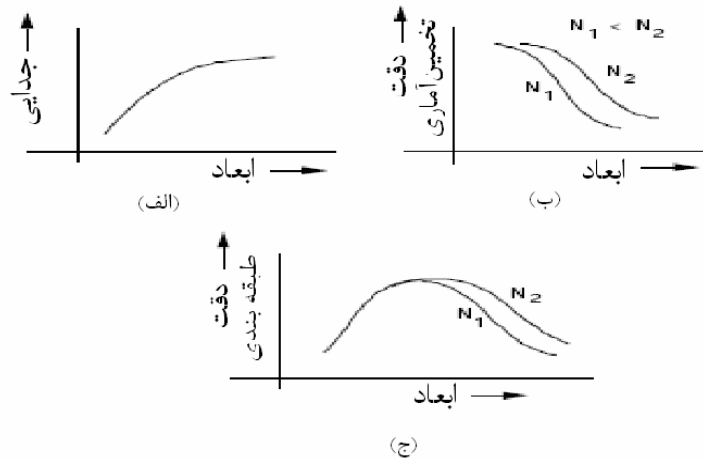 جدایی
ابعاد
(الف)
دقت
تخمین آماری
N1 < N2
N2
N1
ابعاد
(ب)
دقت
طبقه بندی
N2
N1
ابعاد
(ج)